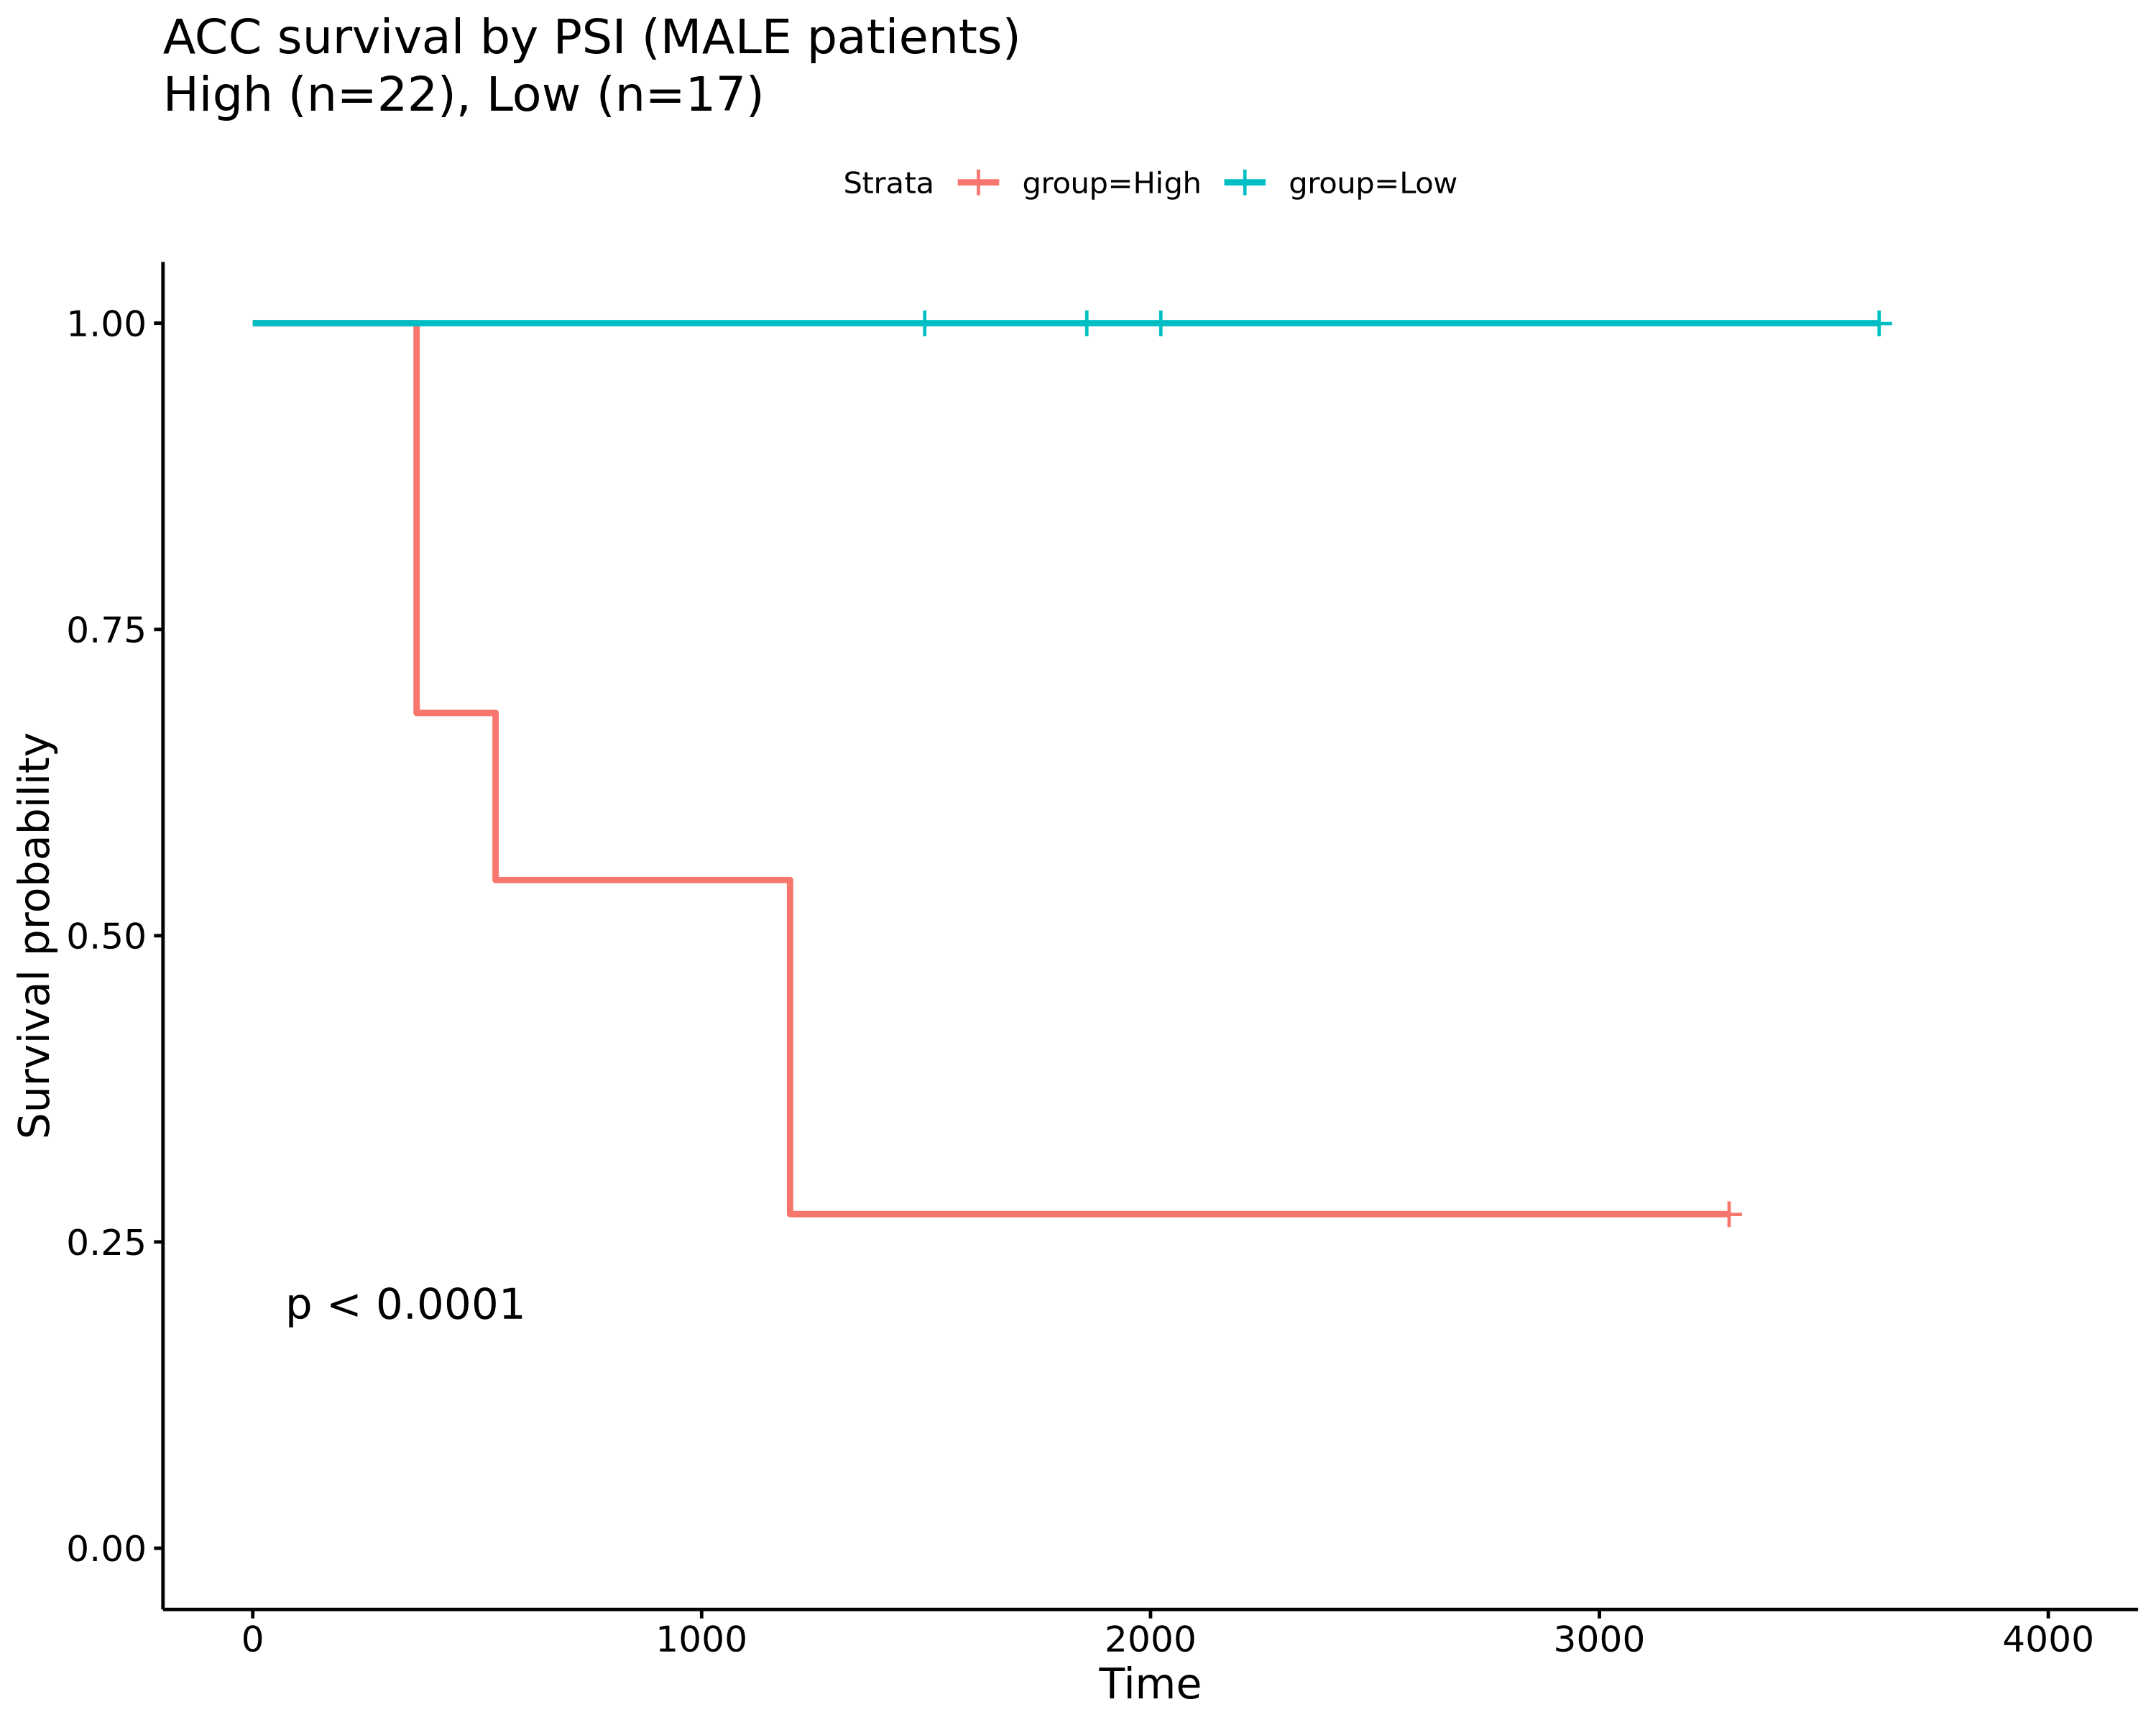 ACC survival by PSI (MALE patients)
High (n=22), Low (n=17)
Strata group=High group=Low
1.00
0.75
0.50
0.25
0.00
Survival probability
p < 0.0001
0 1000 2000 3000 4000
Time